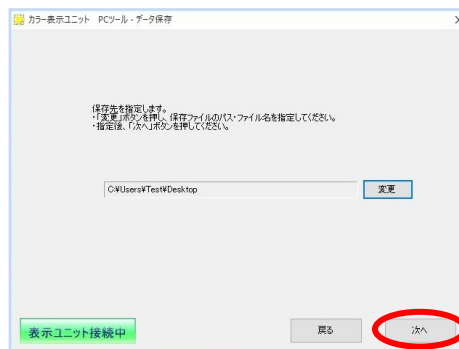 カラー表示ユニット PCツール - データ保存
保存先を指定します。
・「変更」ボタンを押し、保存ファイルのパス・ファイル名を指定してください。
・指定後、「次へ」ボタンを押してください。
C:¥Users¥Test¥Desktop
変更
表示ユニット接続中
戻る
次へ